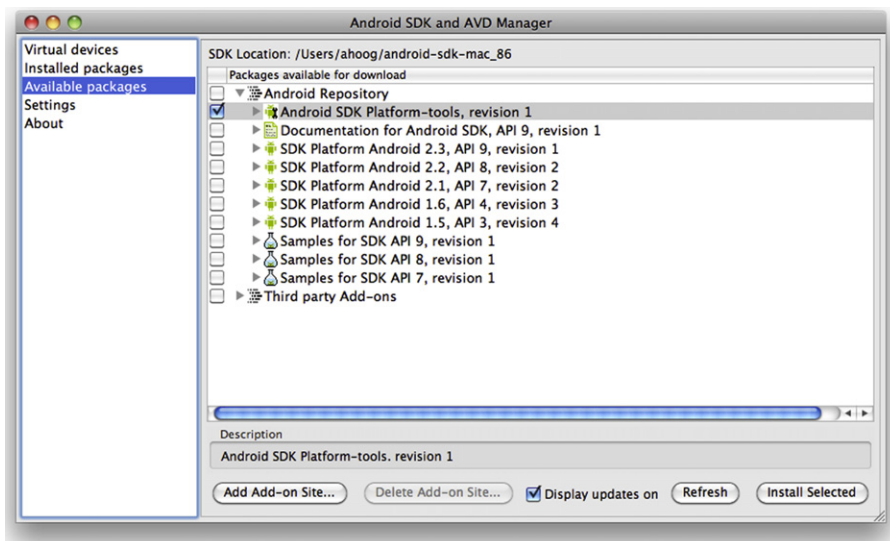 Android SDK and AVD Manager
Virtual devices
Installed packages
Available packages
Settings
About
SDK Location: /Users/ahoog/android-sdk-mac_86
Packages available for download
Android Repository
Android SDK Platform-tools, revision 1
Documentation for Android SDK, API 9, revision 1
SDK Platform Android 2.3, API 9, revision 1
SDK Platform Android 2.2, API 8, revision 2
SDK Platform Android 2.1, API 7, revision 2
SDK Platform Android 1.6, API 4, revision 3
SDK Platform Android 1.5, API 3, revision 4
Samples for SDK API 9, revision 1
Samples for SDK API 8, revision 1
Samples for SDK API 7, revision 1
Third party Add-ons
Description
Android SDK Platform-tools. revision 1
Add Add-on Site... Delete Add-on Site... Display updates on Refresh Install Selected